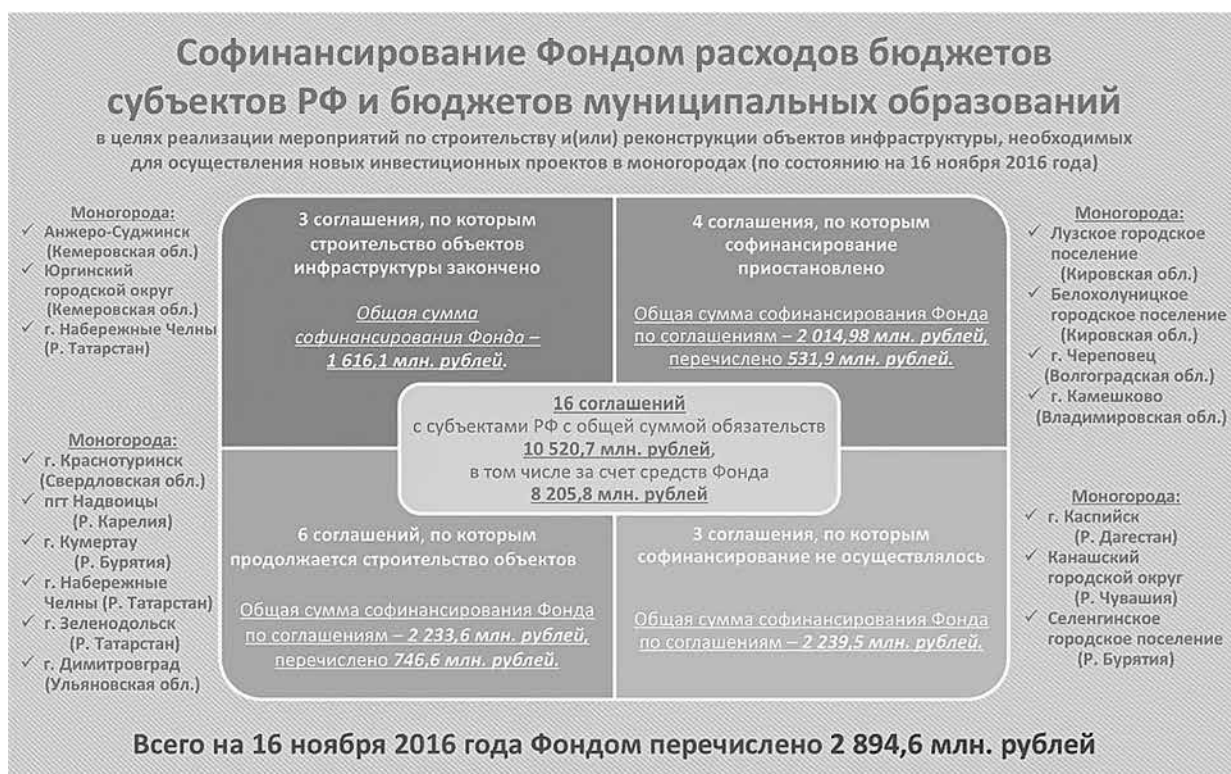 Софинансирование Фондом расходов бюджетов
субъектов РФ и бюджетов муниципальных образований
в целях реализации мероприятий по строительству и(или) реконструкции объектов инфраструктуры, необходимых
для осуществления новых инвестиционных проектов в моногородах (по состоянию на 16 ноября 2016 года)
Моногорода:
✓ Анжеро-Суджинск
(Кемеровская обл.)
✓ Юргинский
городской округ
(Кемеровская обл.)
✓ г. Набережные Челны
(Р. Татарстан)
3 соглашения, по которым
строительство объектов
инфраструктуры закончено
Общая сумма
софинансирования Фонда –
1 616,1 млн. рублей.
4 соглашения, по которым
софинансирование
приостановлено
Общая сумма софинансирования Фонда
по соглашениям – 2 014,98 млн. рублей,
перечислено 531,9 млн. рублей.
Моногорода:
✓ Лузское городское
поселение
(Кировская обл.)
✓ Белохолуницкое
городское поселение
(Кировская обл.)
✓ г. Череповец
(Волгоградская обл.)
✓ г. Камешково
(Владимировская обл.)
16 соглашений
с субъектами РФ с общей суммой обязательств
10 520,7 млн. рублей,
в том числе за счет средств Фонда
8 205,8 млн. рублей
Моногорода:
✓ г. Краснотуринск
(Свердловская обл.)
✓ пгт Надвоицы
(Р. Карелия)
✓ г. Кумертау
(Р. Бурятия)
✓ г. Набережные
Челны (Р. Татарстан)
✓ г. Зеленодольск
(Р. Татарстан)
✓ г. Димитровград
(Ульяновская обл.)
6 соглашений, по которым
продолжается строительство объектов
Общая сумма софинансирования Фонда
по соглашениям – 2 233,6 млн. рублей,
перечислено 746,6 млн. рублей.
3 соглашения, по которым
софинансирование не осуществлялось
Общая сумма софинансирования Фонда
по соглашениям – 2 239,5 млн. рублей.
Моногорода:
✓ г. Каспийск
(Р. Дагестан)
✓ Канашский
городской округ
(Р. Чувашия)
✓ Селенгинское
городское поселение
(Р. Бурятия)
Всего на 16 ноября 2016 года Фондом перечислено 2 894,6 млн. рублей